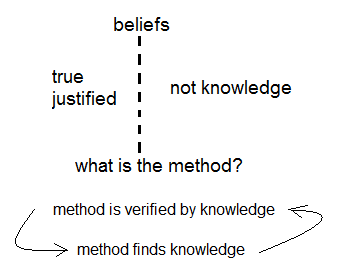 beliefs
true
justified
not knowledge
what is the method?
method is verified by knowledge
method finds knowledge